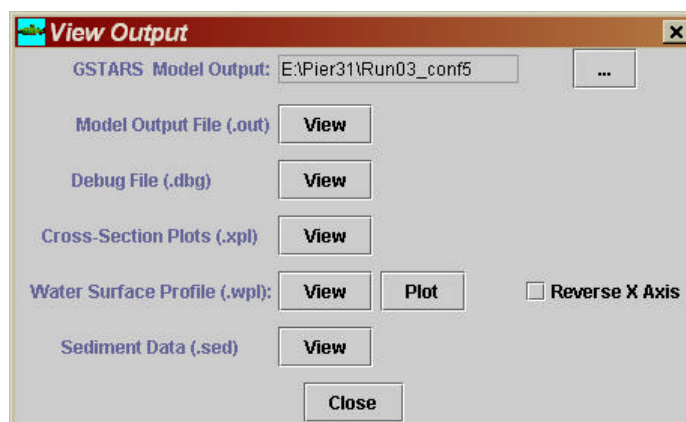 View Output
GSTARS Model Output: E:\Pier31\Run03_conf5 ...
Model Output File (.out) View
Debug File (.dbg) View
Cross-Section Plots (.xpl) View
Water Surface Profile (.wpl): View Plot Reverse X Axis
Sediment Data (.sed) View
Close